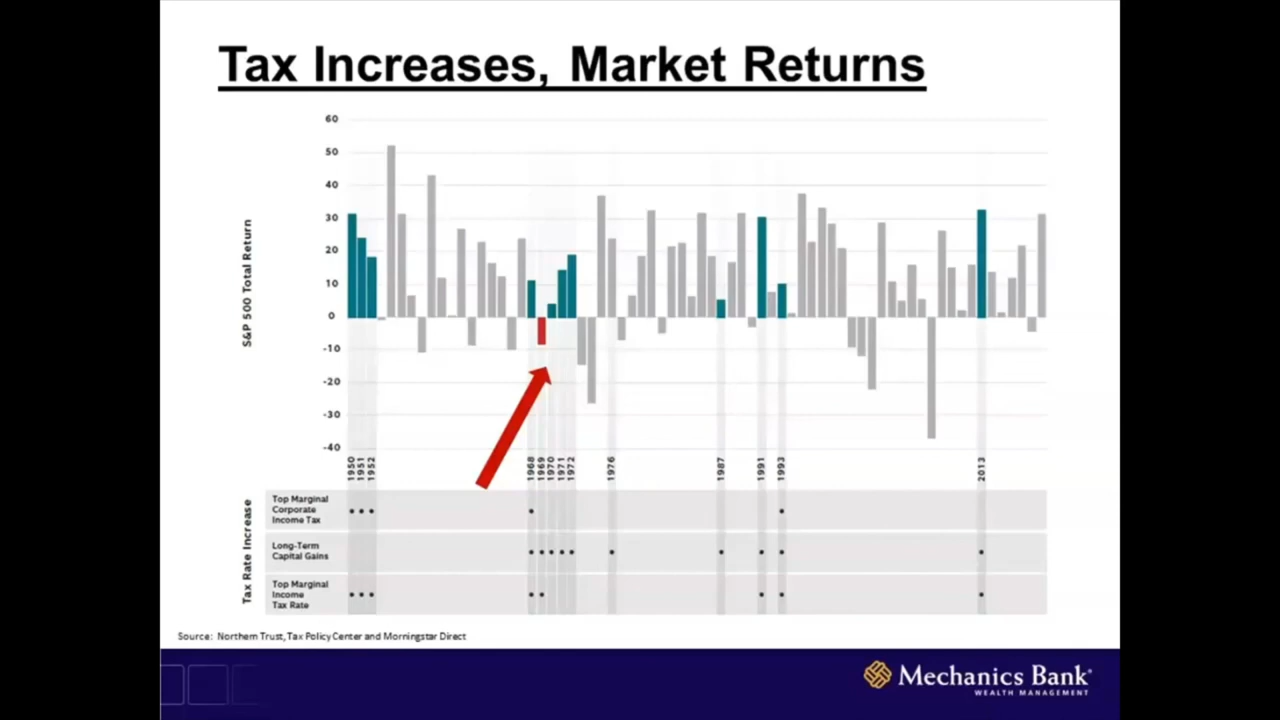 Tax Increases, Market Returns
60
50
40
30
20
10
0
-10
-20
-30
-40
S&P 500 Total Return
1950
1951
1952
1968
1969
1970
1971
1972
1976
1987
1991
1993
2013
Tax Rate Increase
Top Marginal
Corporate
Income Tax
Long-Term
Capital Gains
Top Marginal
Income
Tax Rate
Source: Northern Trust, Tax Policy Center and Morningstar Direct
Mechanics Bank
WEALTH MANAGEMENT